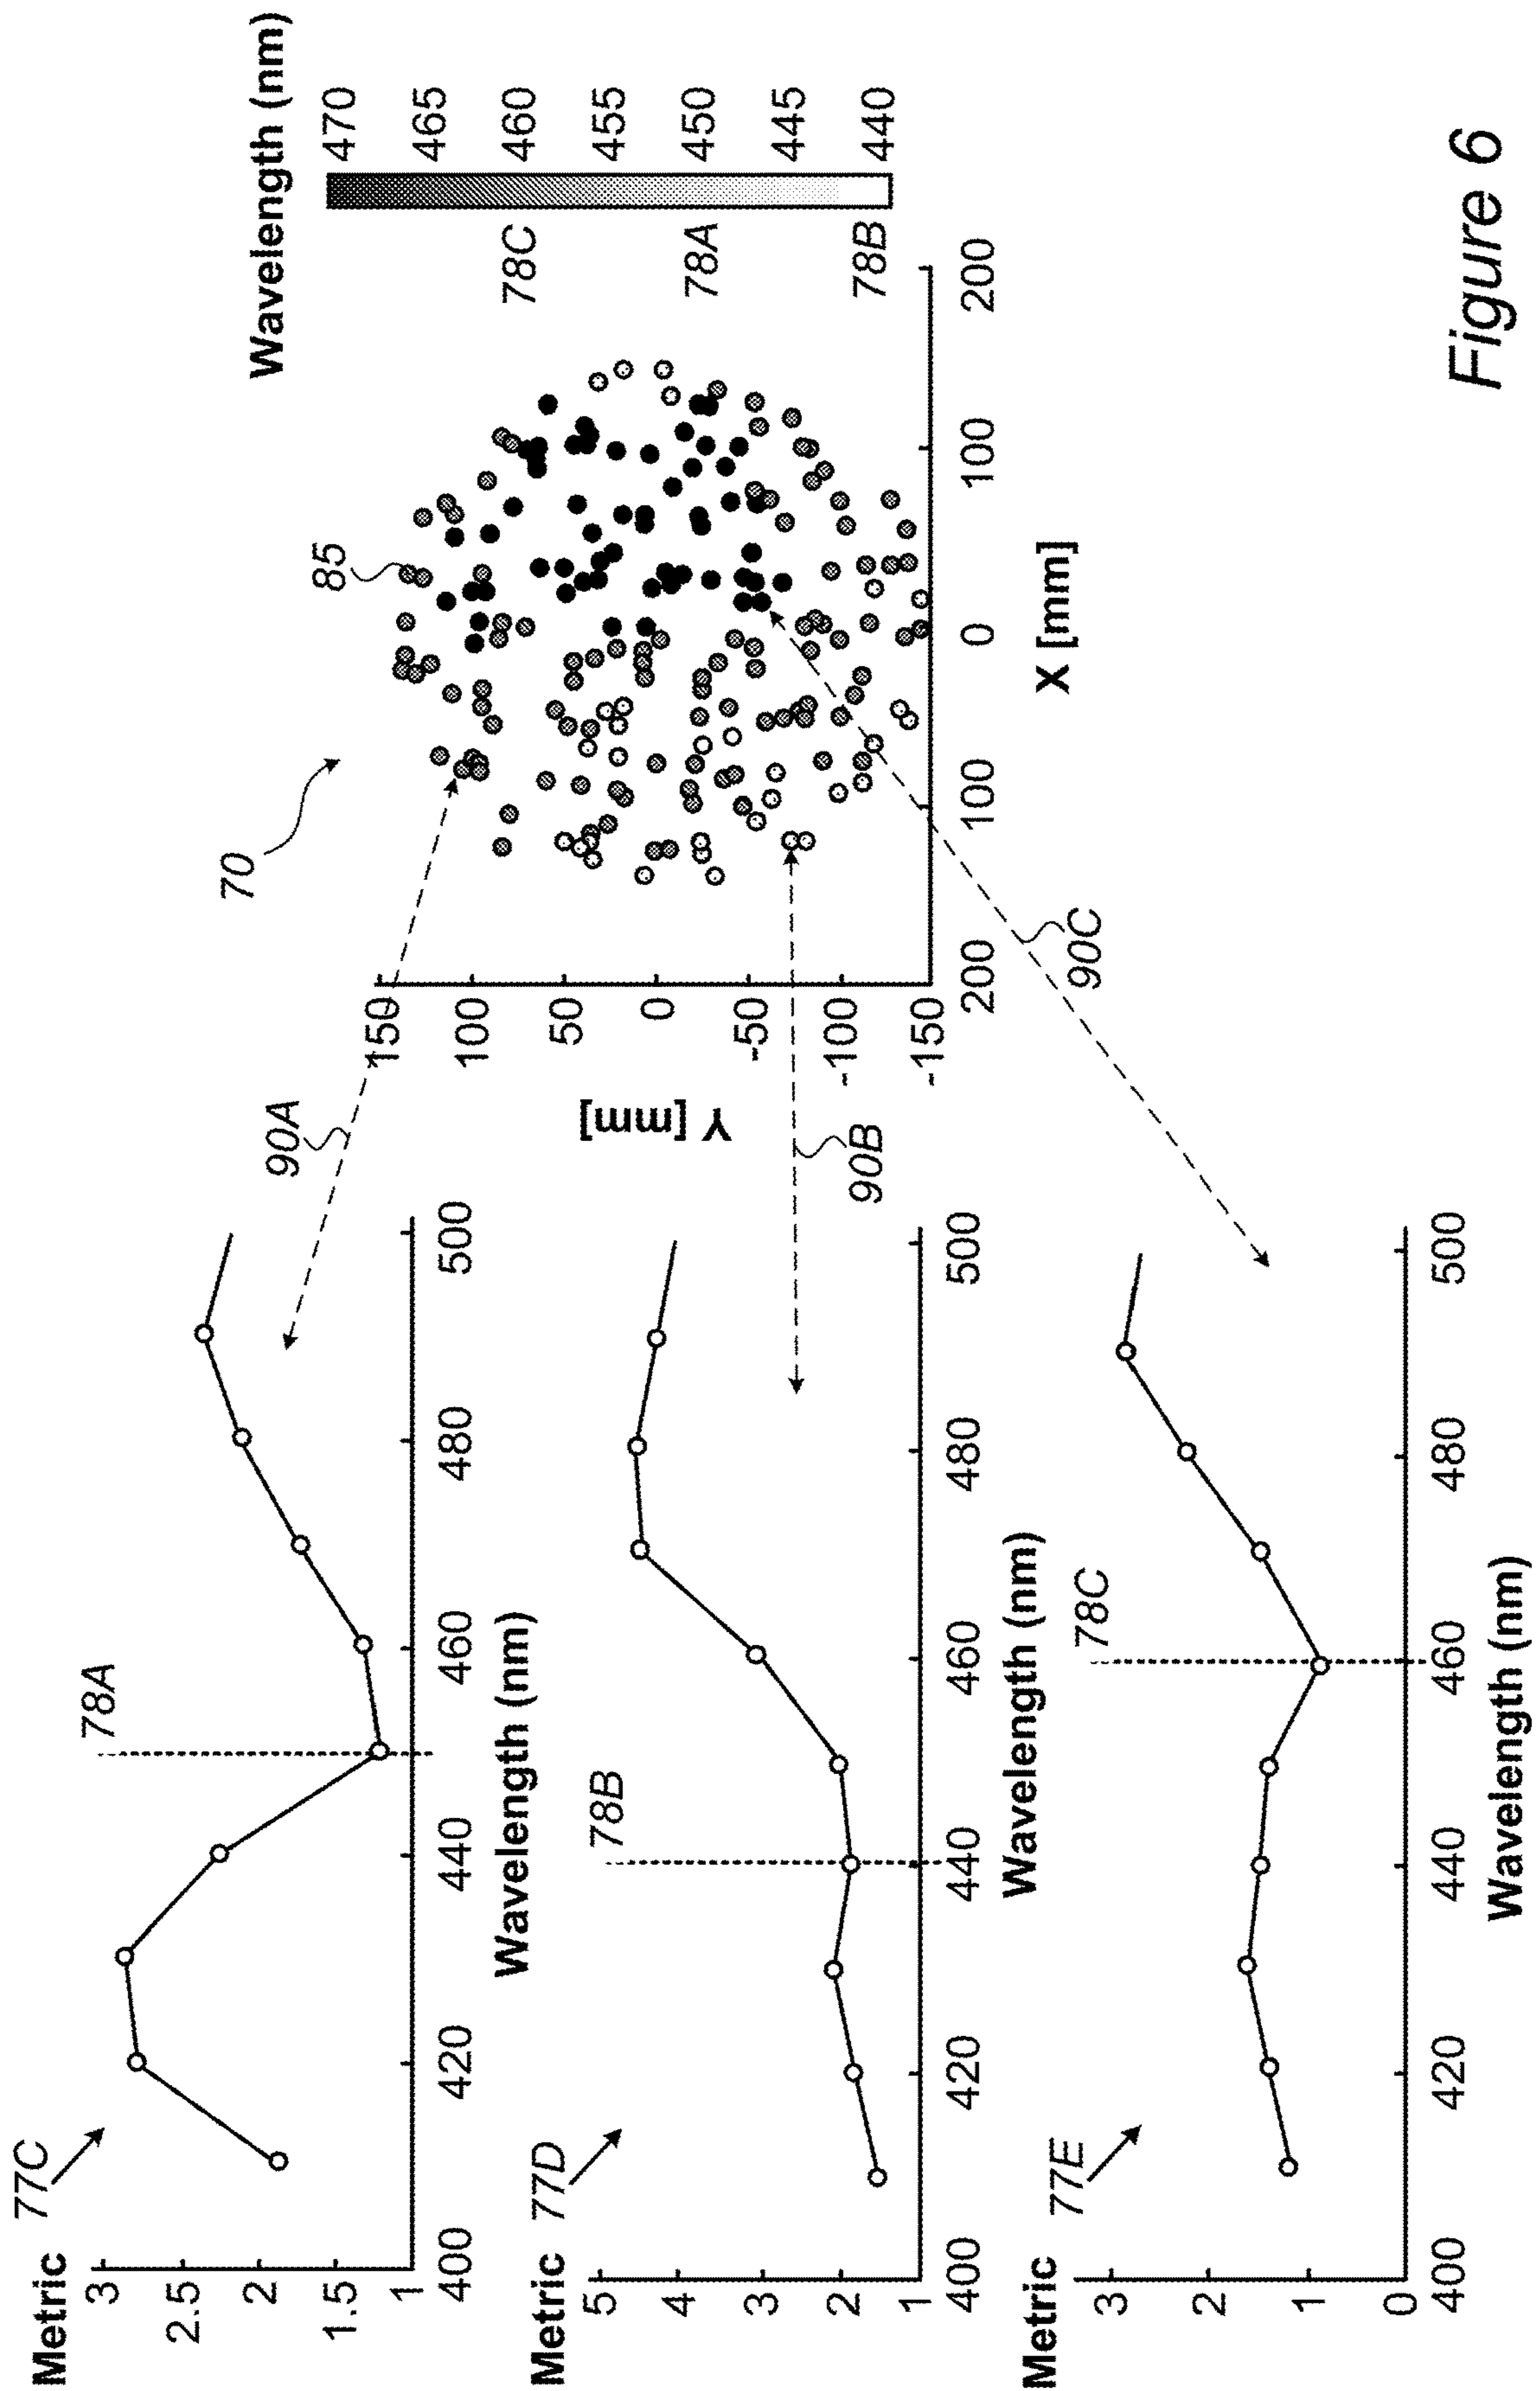 Metric
77C
78A
3
2.5
2
1.5
1
400
420
440
460
480
500
Wavelength (nm)
90A
Metric
77D
78B
5
4
3
2
1
400
420
440
460
480
500
Wavelength (nm)
90B
Metric
77E
78C
3
2
1
0
400
420
440
460
480
500
Wavelength (nm)
90C
70
85
Y [mm]
150
100
50
0
-50
-100
-150
200
100
0
100
200
X [mm]
Wavelength (nm)
470
465
460
455
450
445
440
78C
78A
78B
Figure 6